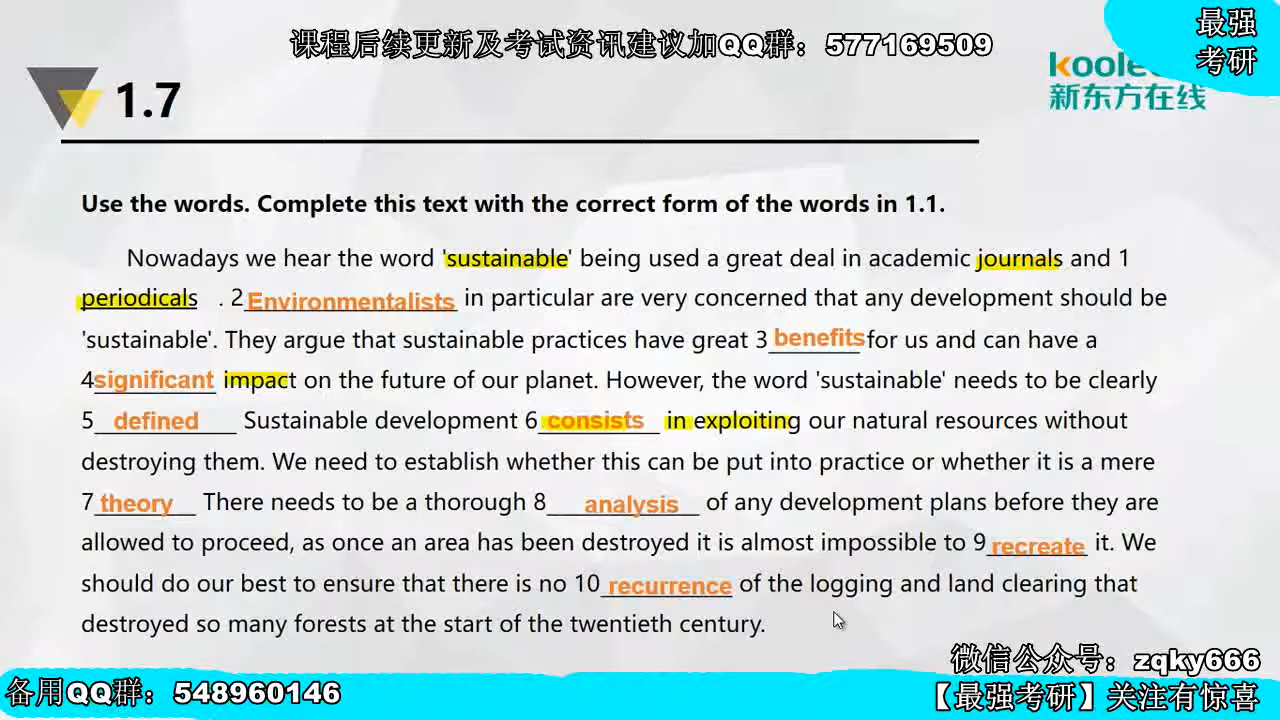 课程后续更新及考试资讯建议加QQ群：577169509
最强
考研
新东方在线
1.7
Use the words. Complete this text with the correct form of the words in 1.1.
Nowadays we hear the word 'sustainable' being used a great deal in academic journals and 1
periodicals . 2 Environmentalists in particular are very concerned that any development should be
'sustainable'. They argue that sustainable practices have great 3 benefits for us and can have a
4 significant impact on the future of our planet. However, the word 'sustainable' needs to be clearly
5 defined Sustainable development 6 consists in exploiting our natural resources without
destroying them. We need to establish whether this can be put into practice or whether it is a mere
7 theory There needs to be a thorough 8 analysis of any development plans before they are
allowed to proceed, as once an area has been destroyed it is almost impossible to 9 recreate it. We
should do our best to ensure that there is no 10 recurrence of the logging and land clearing that
destroyed so many forests at the start of the twentieth century.
微信公众号：zqky666
备用QQ群：548960146
【最强考研】关注有惊喜